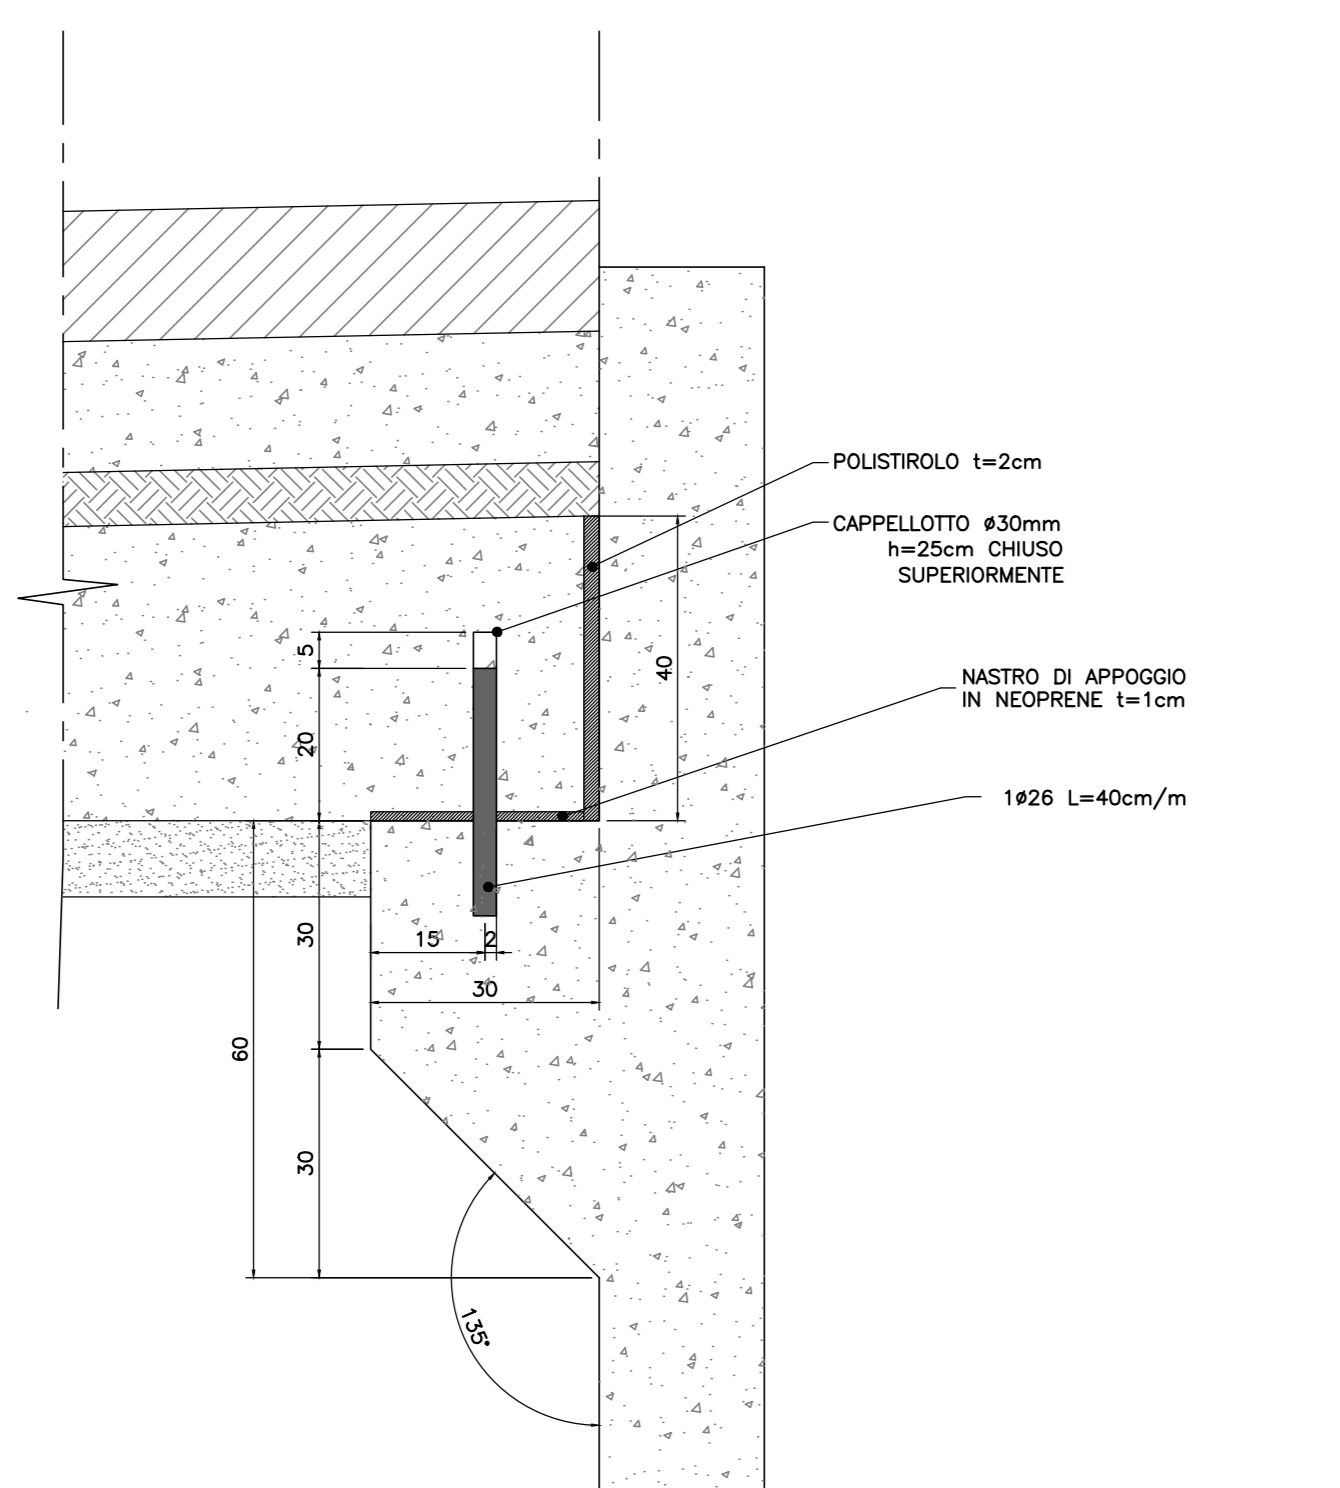 POLISTIROLO t=2cm
CAPPELLOTTO ø30mm
h=25cm CHIUSO
SUPERIORMENTE
5
40
NASTRO DI APPOGGIO
IN NEOPRENE t=1cm
20
1ø26 L=40cm/m
30
15
2
30
60
30
135°